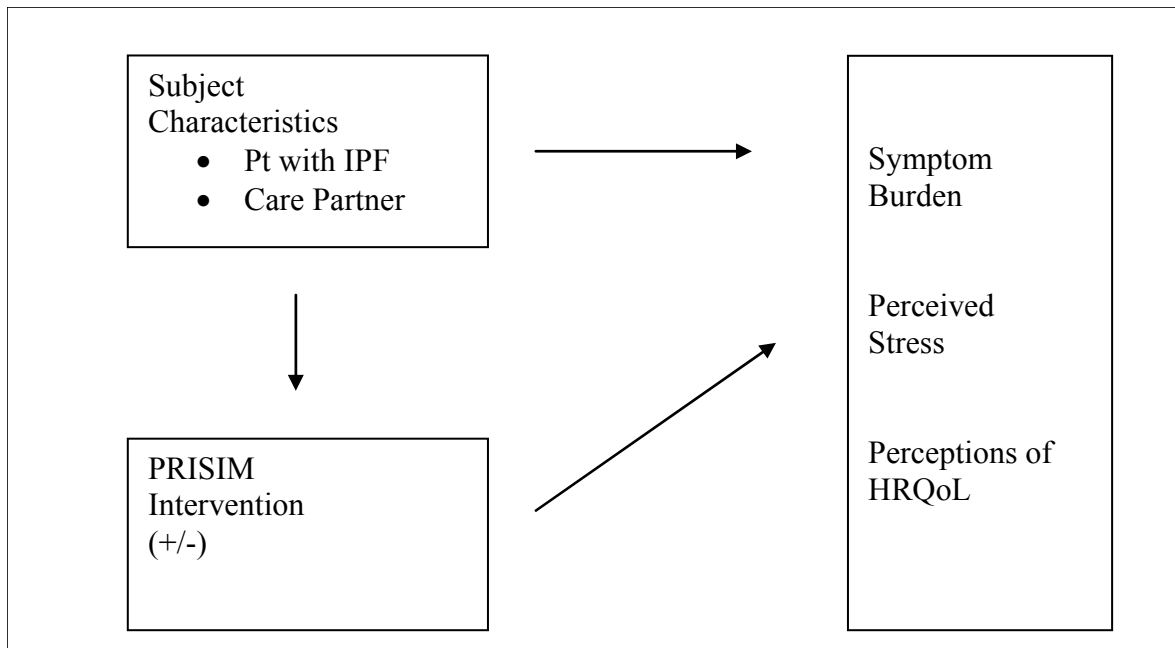 Subject
Characteristics
• Pt with IPF
• Care Partner
PRISIM
Intervention
(+/-)
Symptom
Burden
Perceived
Stress
Perceptions of
HRQoL